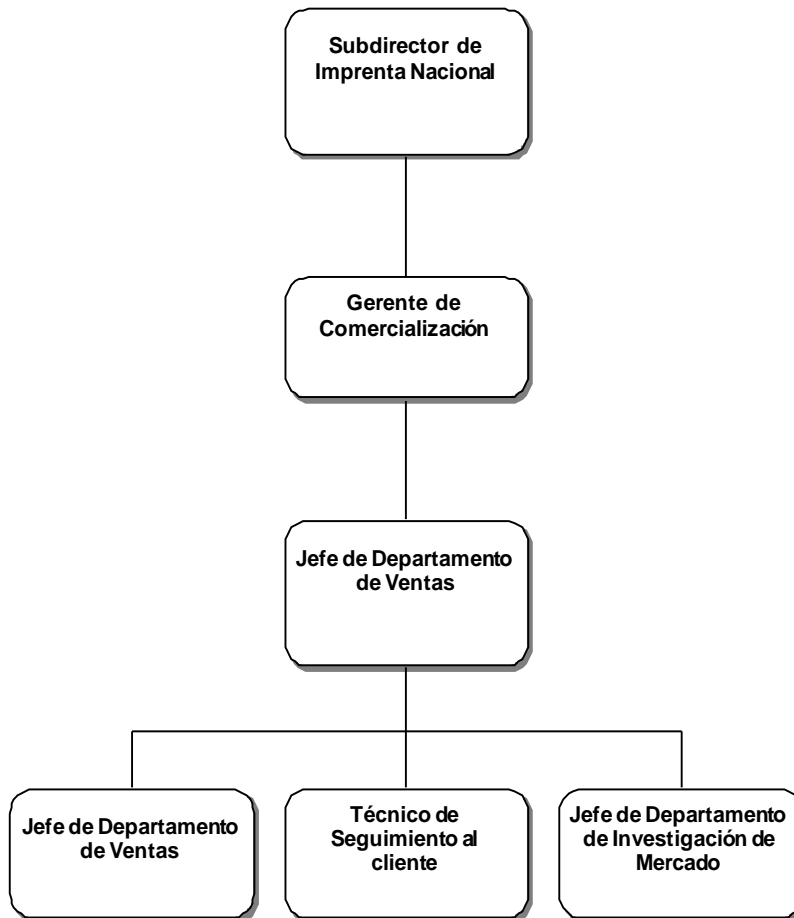 Subdirector de
Imprenta Nacional
Gerente de
Comercialización
Jefe de Departamento
de Ventas
Jefe de Departamento
de Ventas
Técnico de
Seguimiento al
cliente
Jefe de Departamento
de Investigación de
Mercado